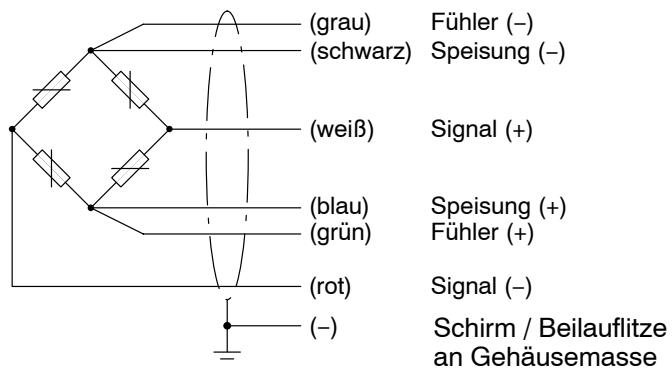 (grau) Fühler (−)
(schwarz) Speisung (−)
(weiß) Signal (+)
(blau) Speisung (+)
(grün) Fühler (+)
(rot) Signal (−)
(−) Schirm / Beilauflitze
an Gehäusemasse